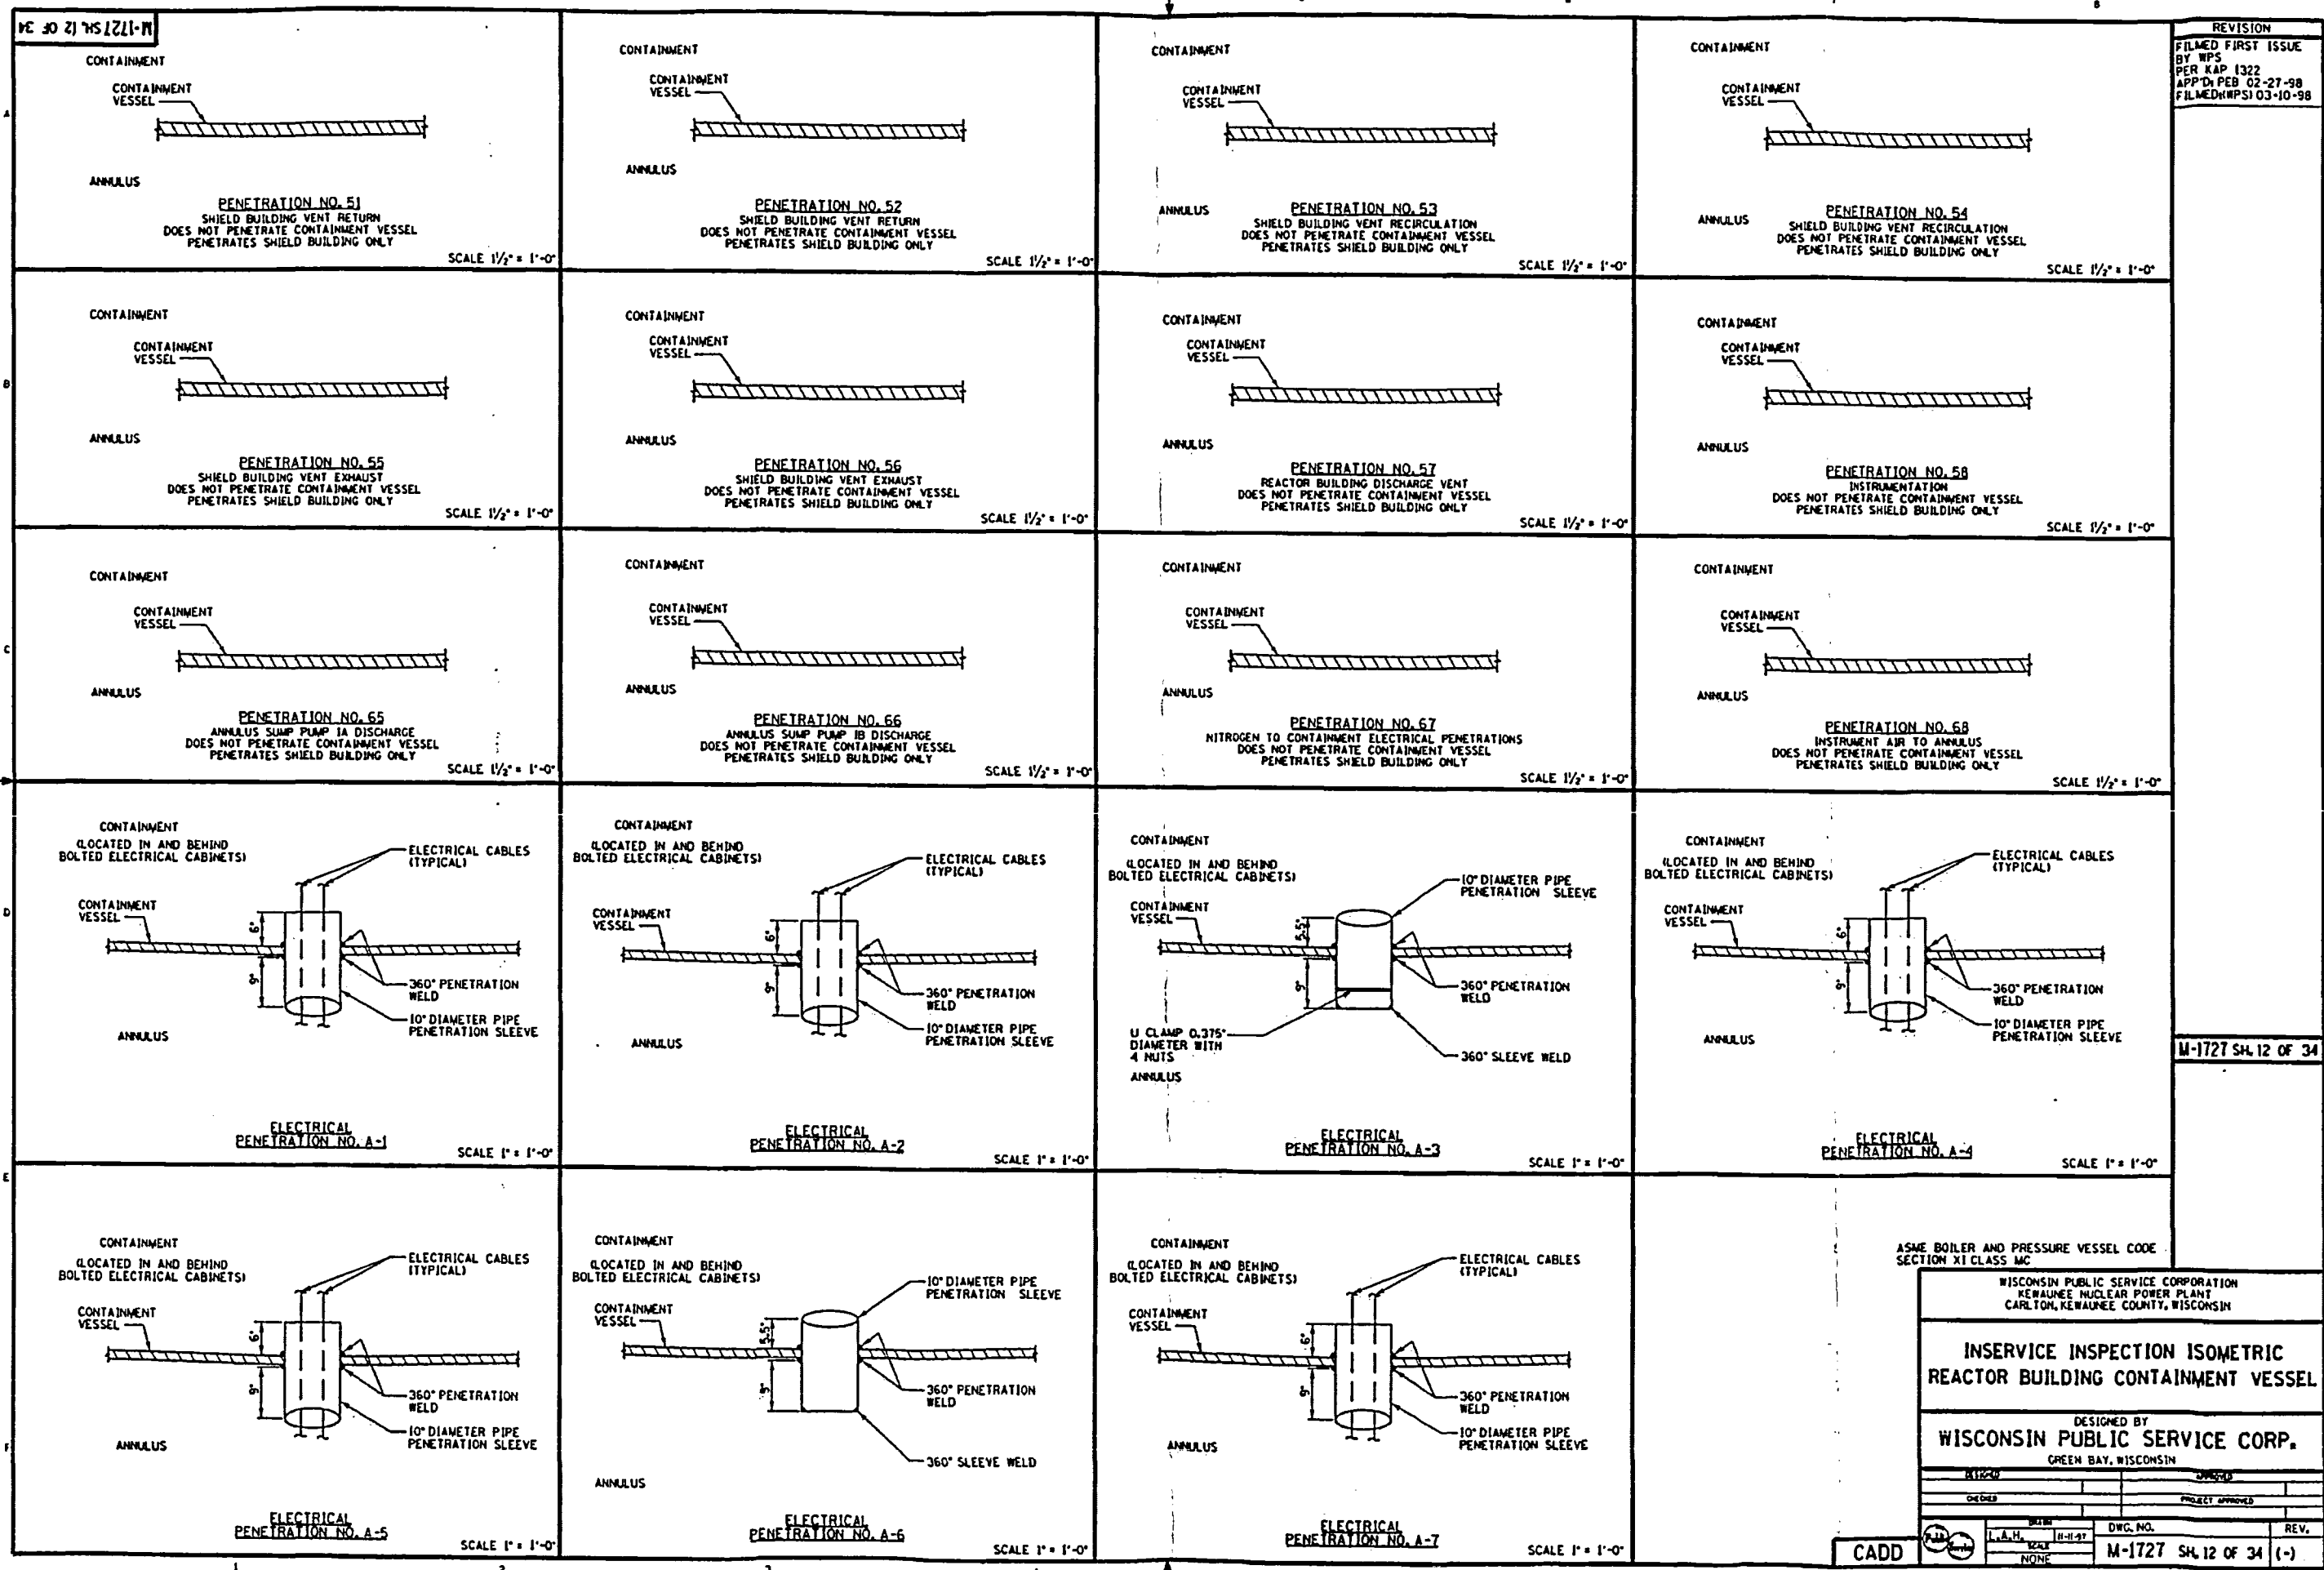 M-1727 SH. 12 OF 34
CONTAINMENT
CONTAINMENT
VESSEL
ANNULUS
PENETRATION NO. 51
SHIELD BUILDING VENT RETURN
DOES NOT PENETRATE CONTAINMENT VESSEL
PENETRATES SHIELD BUILDING ONLY
SCALE 1½" = 1'-0"
CONTAINMENT
CONTAINMENT
VESSEL
ANNULUS
PENETRATION NO. 52
SHIELD BUILDING VENT RETURN
DOES NOT PENETRATE CONTAINMENT VESSEL
PENETRATES SHIELD BUILDING ONLY
SCALE 1½" = 1'-0"
CONTAINMENT
CONTAINMENT
VESSEL
ANNULUS
PENETRATION NO. 53
SHIELD BUILDING VENT RECIRCULATION
DOES NOT PENETRATE CONTAINMENT VESSEL
PENETRATES SHIELD BUILDING ONLY
SCALE 1½" = 1'-0"
CONTAINMENT
CONTAINMENT
VESSEL
ANNULUS
PENETRATION NO. 54
SHIELD BUILDING VENT RECIRCULATION
DOES NOT PENETRATE CONTAINMENT VESSEL
PENETRATES SHIELD BUILDING ONLY
SCALE 1½" = 1'-0"
REVISION
FILMED FIRST ISSUE
BY WPS
PER KAP 1322
APP'D: PEB 02-27-98
FILMED:(WPS) 03-10-98
CONTAINMENT
CONTAINMENT
VESSEL
ANNULUS
PENETRATION NO. 55
SHIELD BUILDING VENT EXHAUST
DOES NOT PENETRATE CONTAINMENT VESSEL
PENETRATES SHIELD BUILDING ONLY
SCALE 1½" = 1'-0"
CONTAINMENT
CONTAINMENT
VESSEL
ANNULUS
PENETRATION NO. 56
SHIELD BUILDING VENT EXHAUST
DOES NOT PENETRATE CONTAINMENT VESSEL
PENETRATES SHIELD BUILDING ONLY
SCALE 1½" = 1'-0"
CONTAINMENT
CONTAINMENT
VESSEL
ANNULUS
PENETRATION NO. 57
REACTOR BUILDING DISCHARGE VENT
DOES NOT PENETRATE CONTAINMENT VESSEL
PENETRATES SHIELD BUILDING ONLY
SCALE 1½" = 1'-0"
CONTAINMENT
CONTAINMENT
VESSEL
ANNULUS
PENETRATION NO. 58
INSTRUMENTATION
DOES NOT PENETRATE CONTAINMENT VESSEL
PENETRATES SHIELD BUILDING ONLY
SCALE 1½" = 1'-0"
CONTAINMENT
CONTAINMENT
VESSEL
ANNULUS
PENETRATION NO. 65
ANNULUS SUMP PUMP 1A DISCHARGE
DOES NOT PENETRATE CONTAINMENT VESSEL
PENETRATES SHIELD BUILDING ONLY
SCALE 1½" = 1'-0"
CONTAINMENT
CONTAINMENT
VESSEL
ANNULUS
PENETRATION NO. 66
ANNULUS SUMP PUMP 1B DISCHARGE
DOES NOT PENETRATE CONTAINMENT VESSEL
PENETRATES SHIELD BUILDING ONLY
SCALE 1½" = 1'-0"
CONTAINMENT
CONTAINMENT
VESSEL
ANNULUS
PENETRATION NO. 67
NITROGEN TO CONTAINMENT ELECTRICAL PENETRATIONS
DOES NOT PENETRATE CONTAINMENT VESSEL
PENETRATES SHIELD BUILDING ONLY
SCALE 1½" = 1'-0"
CONTAINMENT
CONTAINMENT
VESSEL
ANNULUS
PENETRATION NO. 68
INSTRUMENT AIR TO ANNULUS
DOES NOT PENETRATE CONTAINMENT VESSEL
PENETRATES SHIELD BUILDING ONLY
SCALE 1½" = 1'-0"
CONTAINMENT
(LOCATED IN AND BEHIND
BOLTED ELECTRICAL CABINETS)
ELECTRICAL CABLES
(TYPICAL)
CONTAINMENT
VESSEL
6"
9"
360° PENETRATION
WELD
10" DIAMETER PIPE
PENETRATION SLEEVE
ANNULUS
ELECTRICAL
PENETRATION NO. A-1
SCALE 1" = 1'-0"
CONTAINMENT
(LOCATED IN AND BEHIND
BOLTED ELECTRICAL CABINETS)
ELECTRICAL CABLES
(TYPICAL)
CONTAINMENT
VESSEL
6"
9"
360° PENETRATION
WELD
10" DIAMETER PIPE
PENETRATION SLEEVE
ANNULUS
ELECTRICAL
PENETRATION NO. A-2
SCALE 1" = 1'-0"
CONTAINMENT
(LOCATED IN AND BEHIND
BOLTED ELECTRICAL CABINETS)
10" DIAMETER PIPE
PENETRATION SLEEVE
CONTAINMENT
VESSEL
5.5"
9"
360° PENETRATION
WELD
U CLAMP 0.375"
DIAMETER WITH
4 NUTS
360° SLEEVE WELD
ANNULUS
ELECTRICAL
PENETRATION NO. A-3
SCALE 1" = 1'-0"
CONTAINMENT
(LOCATED IN AND BEHIND
BOLTED ELECTRICAL CABINETS)
ELECTRICAL CABLES
(TYPICAL)
CONTAINMENT
VESSEL
6"
9"
360° PENETRATION
WELD
10" DIAMETER PIPE
PENETRATION SLEEVE
ANNULUS
ELECTRICAL
PENETRATION NO. A-4
SCALE 1" = 1'-0"
M-1727 SH. 12 OF 34
CONTAINMENT
(LOCATED IN AND BEHIND
BOLTED ELECTRICAL CABINETS)
ELECTRICAL CABLES
(TYPICAL)
CONTAINMENT
VESSEL
6"
9"
360° PENETRATION
WELD
10" DIAMETER PIPE
PENETRATION SLEEVE
ANNULUS
ELECTRICAL
PENETRATION NO. A-5
SCALE 1" = 1'-0"
CONTAINMENT
(LOCATED IN AND BEHIND
BOLTED ELECTRICAL CABINETS)
10" DIAMETER PIPE
PENETRATION SLEEVE
CONTAINMENT
VESSEL
5.5"
9"
360° PENETRATION
WELD
360° SLEEVE WELD
ANNULUS
ELECTRICAL
PENETRATION NO. A-6
SCALE 1" = 1'-0"
CONTAINMENT
(LOCATED IN AND BEHIND
BOLTED ELECTRICAL CABINETS)
ELECTRICAL CABLES
(TYPICAL)
CONTAINMENT
VESSEL
6"
9"
360° PENETRATION
WELD
10" DIAMETER PIPE
PENETRATION SLEEVE
ANNULUS
ELECTRICAL
PENETRATION NO. A-7
SCALE 1" = 1'-0"
ASME BOILER AND PRESSURE VESSEL CODE
SECTION XI CLASS MC
WISCONSIN PUBLIC SERVICE CORPORATION
KEWAUNEE NUCLEAR POWER PLANT
CARLTON, KEWAUNEE COUNTY, WISCONSIN
INSERVICE INSPECTION ISOMETRIC
REACTOR BUILDING CONTAINMENT VESSEL
DESIGNED BY
WISCONSIN PUBLIC SERVICE CORP.
GREEN BAY, WISCONSIN
DESIGNED
APPROVED
CHECKED
PROJECT APPROVED
CADD
Public Service
DRAWN
L.A.H. 11-11-97
SCALE
NONE
DWG. NO.
M-1727 SH. 12 OF 34
REV.
(-)